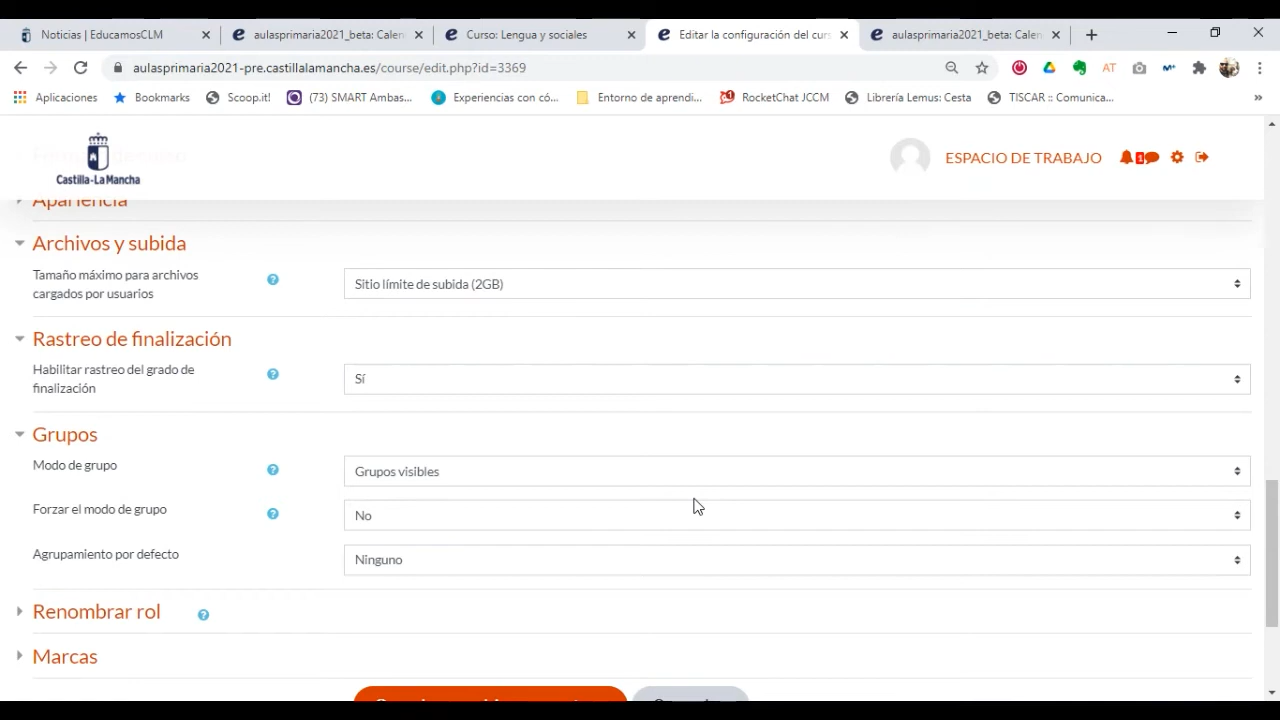 Noticias | EducamosCLM
aulasprimaria2021_beta: Calen
Curso: Lengua y sociales
Editar la configuración del curs
aulasprimaria2021_beta: Calen
aulasprimaria2021-pre.castillalamancha.es/course/edit.php?id=3369
Aplicaciones
Bookmarks
Scoop.it!
(73) SMART Ambas...
Experiencias con có...
Entorno de aprendi...
RocketChat JCCM
Librería Lemus: Cesta
TISCAR :: Comunica...
Castilla-La Mancha
ESPACIO DE TRABAJO
1
Apariencia
Archivos y subida
Tamaño máximo para archivos
cargados por usuarios
Sitio límite de subida (2GB)
Rastreo de finalización
Habilitar rastreo del grado de
finalización
Sí
Grupos
Modo de grupo
Grupos visibles
Forzar el modo de grupo
No
Agrupamiento por defecto
Ninguno
Renombrar rol
Marcas